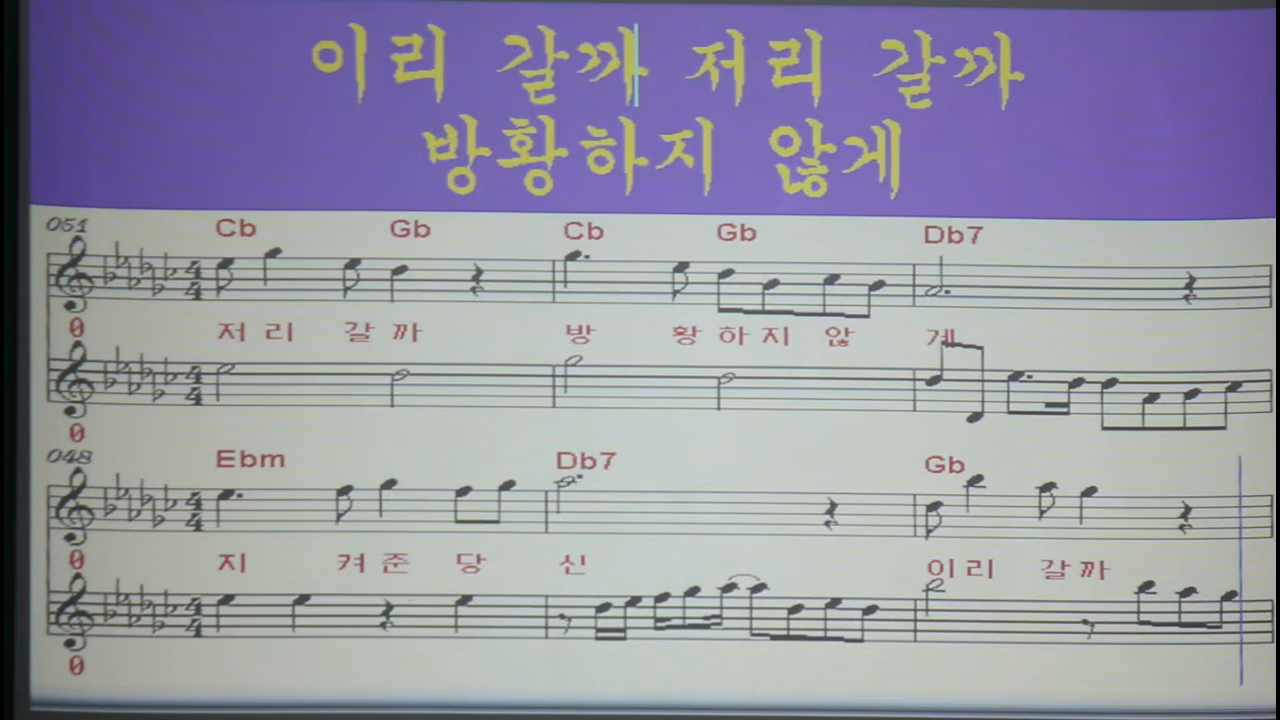 이리 갈까 저리 갈까
방황하지 않게
051 Cb Gb Cb Gb Db7
0 저 리 갈 까 방 황 하 지 않 게
0
048 Ebm Db7 Gb
0 지 켜 준 당 신 이 리 갈 까
0